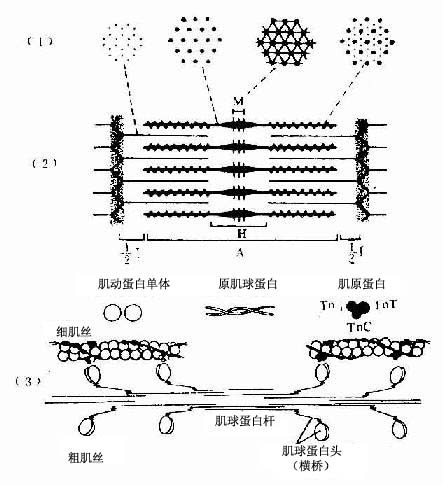 (1)
M
(2)
H
1/2 I
A
1/2 I
肌动蛋白单体
原肌球蛋白
肌原蛋白
TnI
TnT
TnC
细肌丝
(3)
肌球蛋白杆
粗肌丝
肌球蛋白头
(横桥)